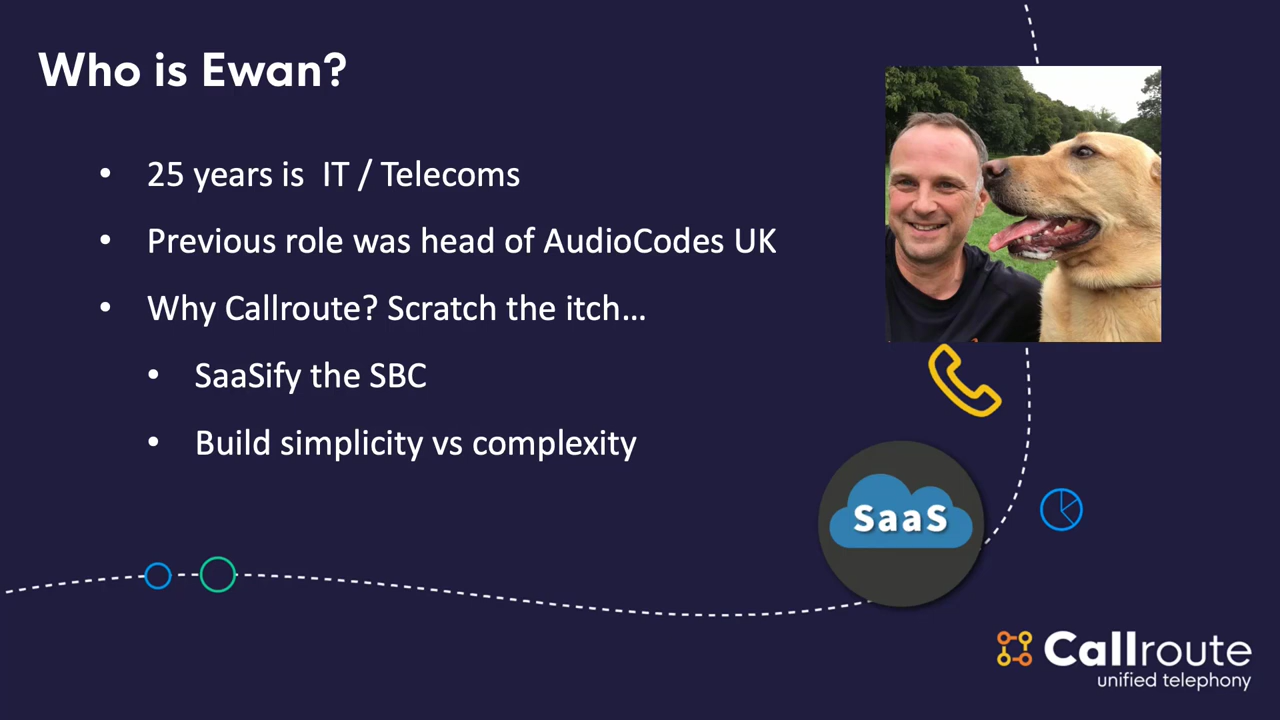 Who is Ewan?
• 25 years is IT / Telecoms
• Previous role was head of AudioCodes UK
• Why Callroute? Scratch the itch...
• SaaSify the SBC
• Build simplicity vs complexity
SaaS
Callroute
unified telephony